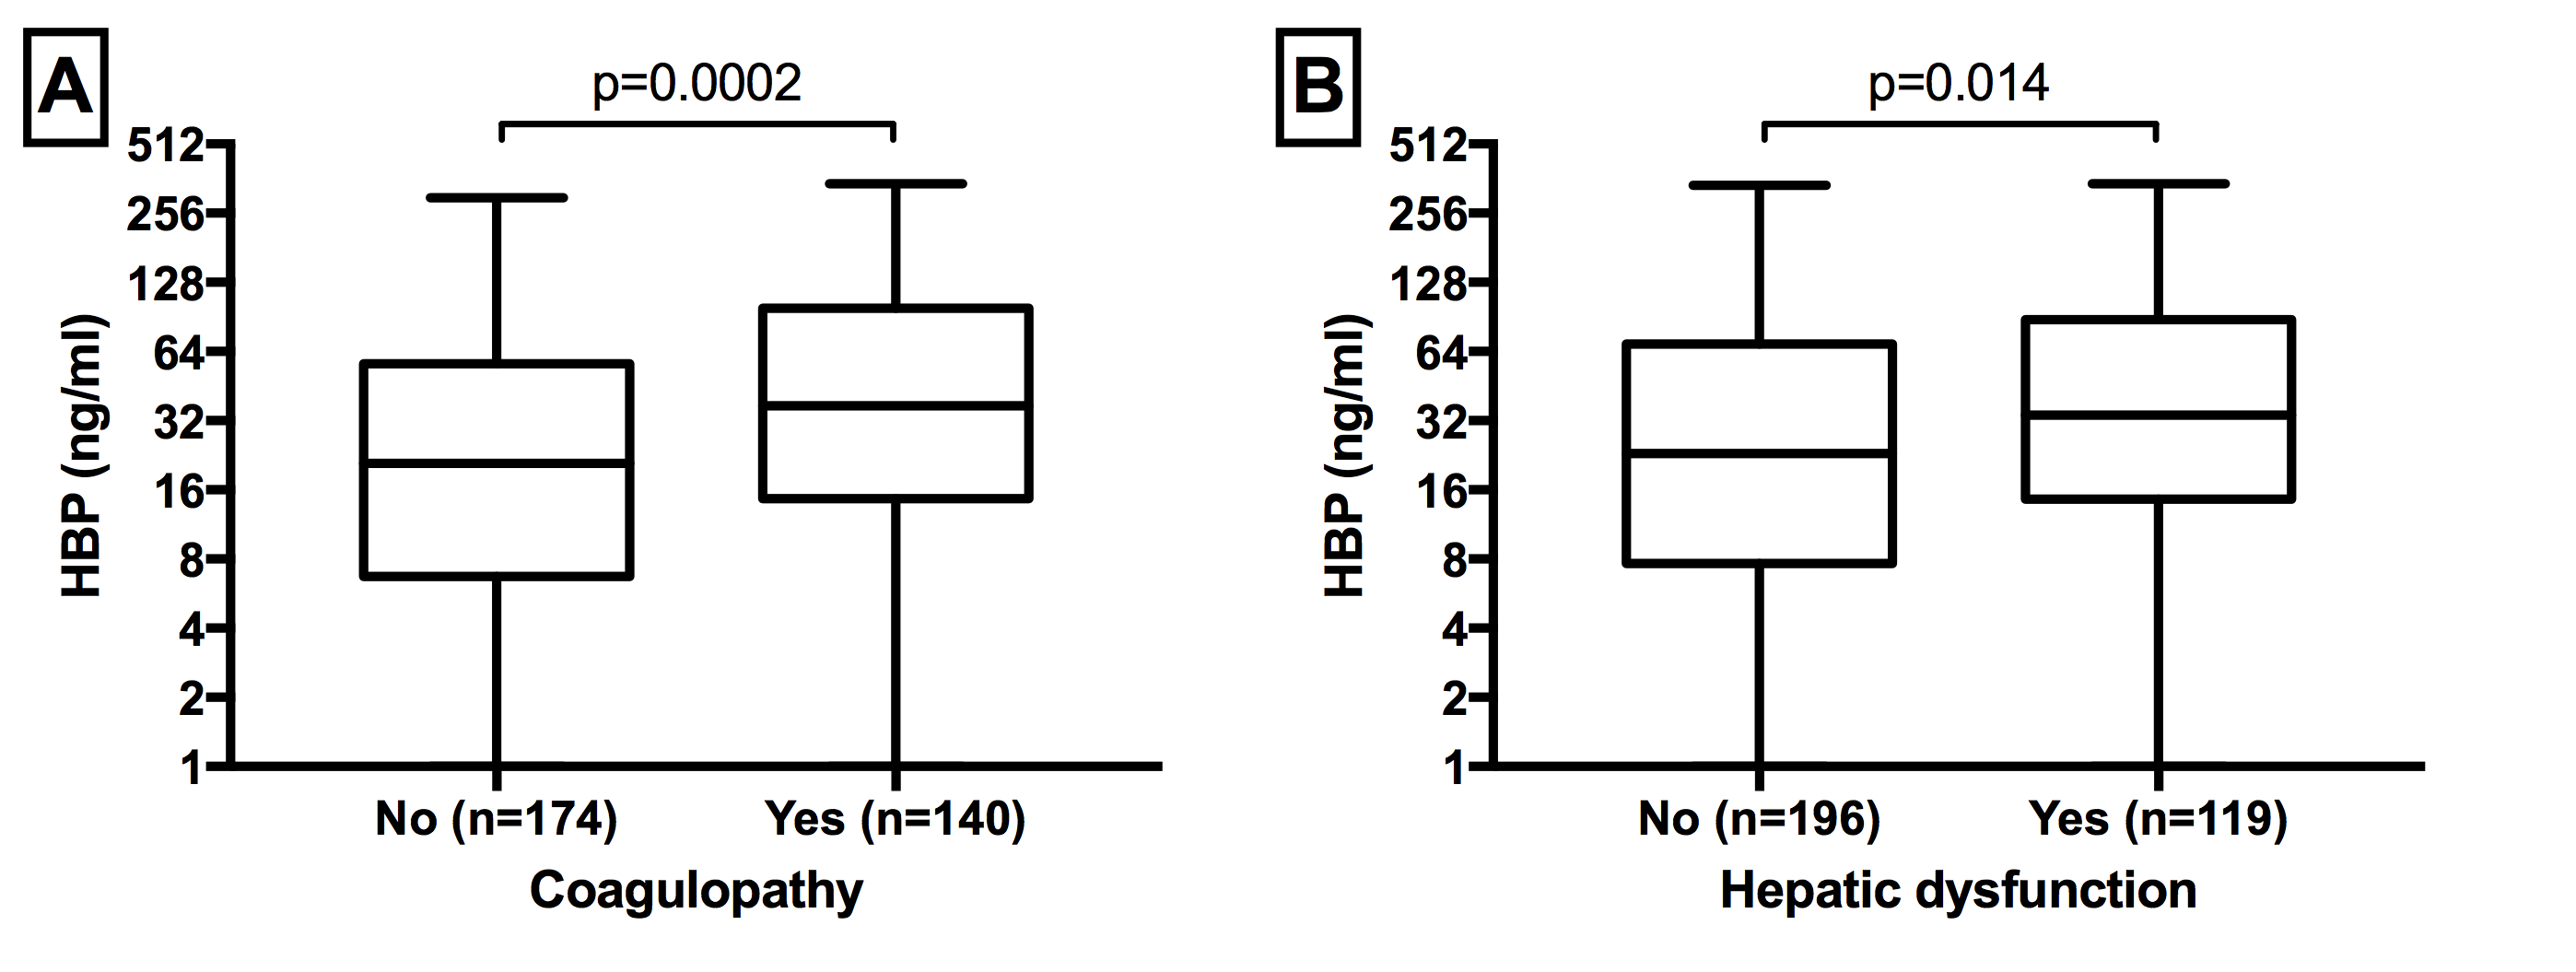 A
p=0.0002
512
256
128
64
32
16
8
4
2
1
HBP (ng/ml)
No (n=174)
Yes (n=140)
Coagulopathy
B
p=0.014
512
256
128
64
32
16
8
4
2
1
HBP (ng/ml)
No (n=196)
Yes (n=119)
Hepatic dysfunction